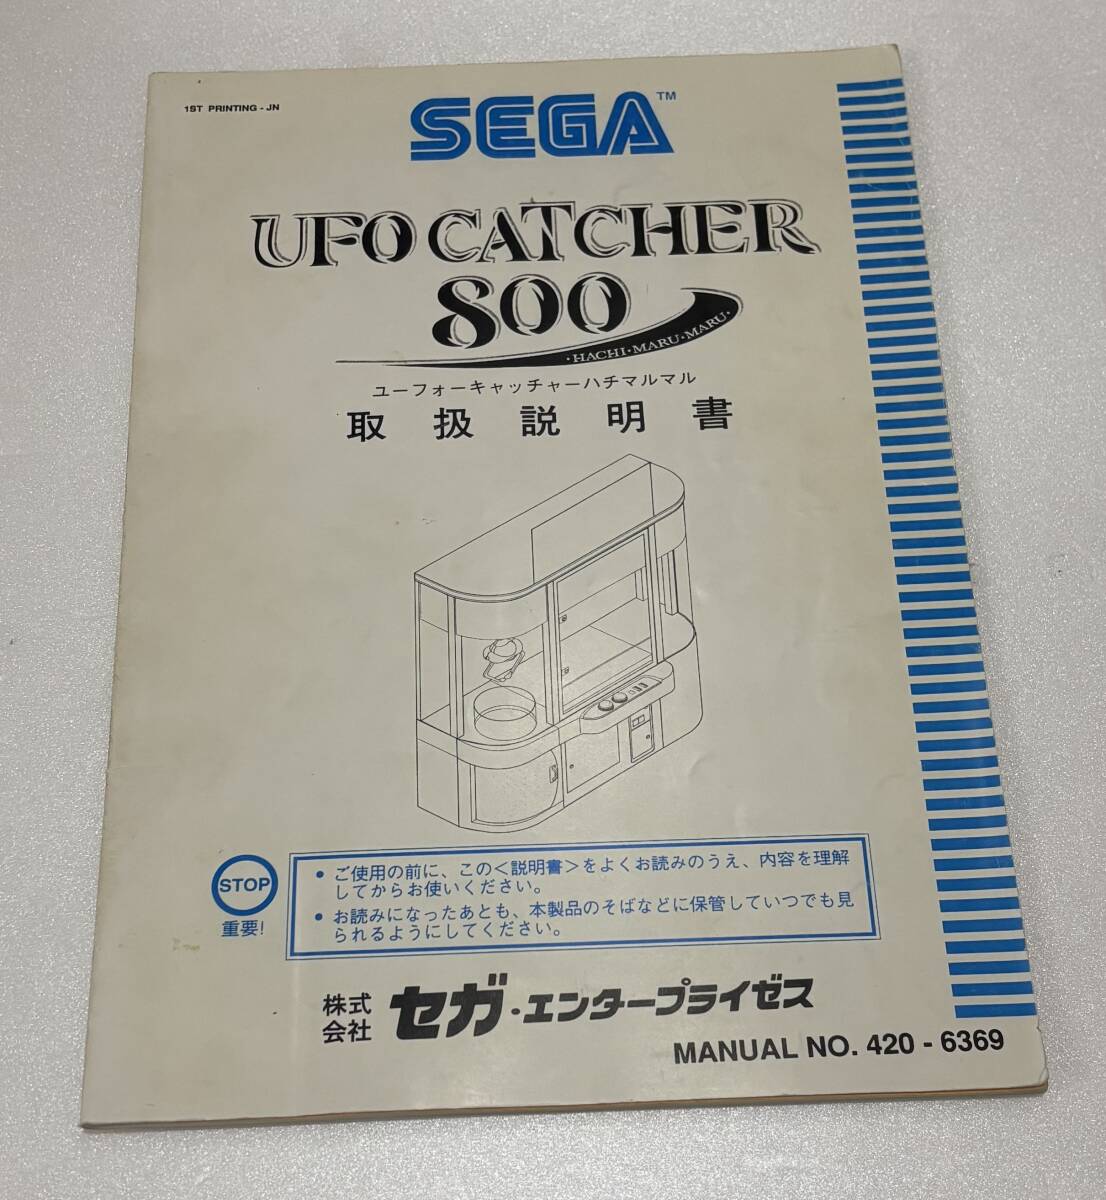 1ST PRINTING - JN
SEGA™
UFO CATCHER
800
・HACHI・MARU・MARU・
ユーフォーキャッチャーハチマルマル
取扱説明書
STOP
重要!
• ご使用の前に、この＜説明書＞をよくお読みのうえ、内容を理解
してからお使いください。
• お読みになったあとも、本製品のそばなどに保管していつでも見
られるようにしてください。
株式
会社
セガ・エンタープライゼス
MANUAL NO. 420 - 6369